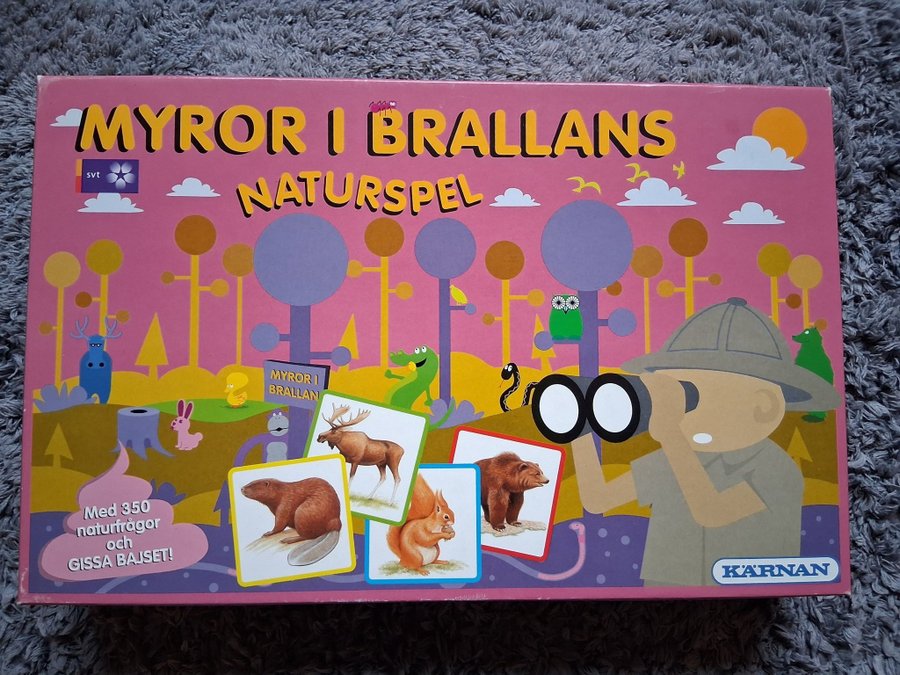 MYROR I BRALLANS
svt
NATURSPEL
MYROR I
BRALLAN
Med 350
naturfrågor
och
GISSA BAJSET!
KÄRNAN